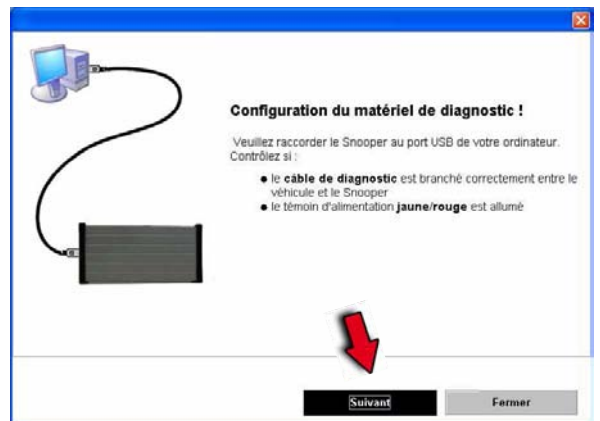 Configuration du matériel de diagnostic !
Veuillez raccorder le Snooper au port USB de votre ordinateur.
Contrôlez si :
● le câble de diagnostic est branché correctement entre le
véhicule et le Snooper
● le témoin d'alimentation jaune/rouge est allumé
Suivant
Fermer